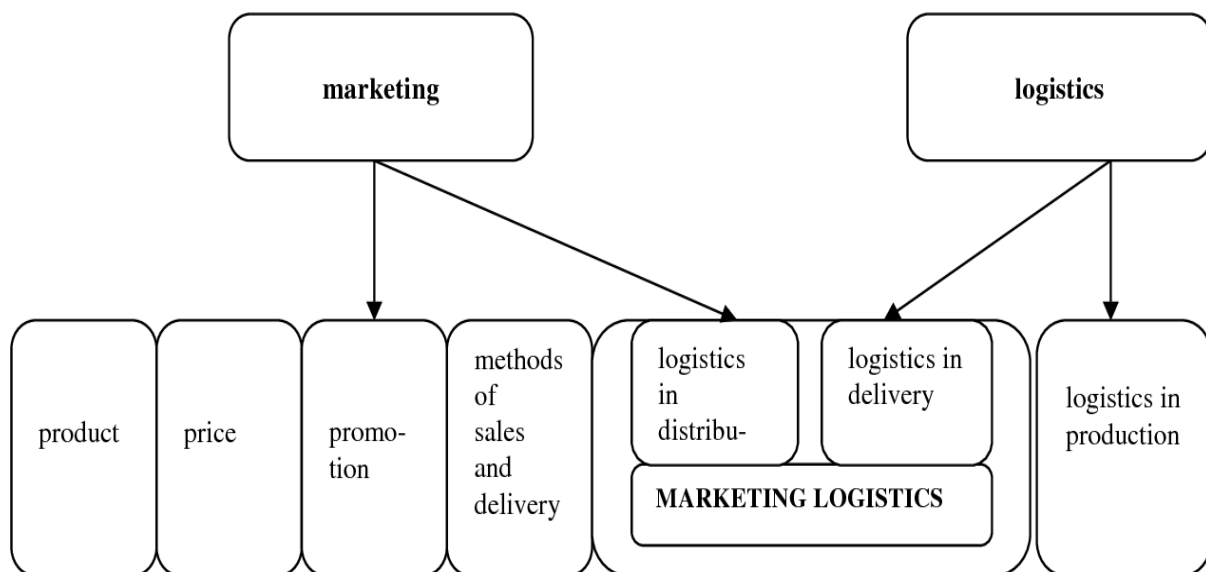 marketing
logistics
product
price
promo-
tion
methods
of
sales
and
delivery
logistics
in
distribu-
logistics in
delivery
MARKETING LOGISTICS
logistics in
production